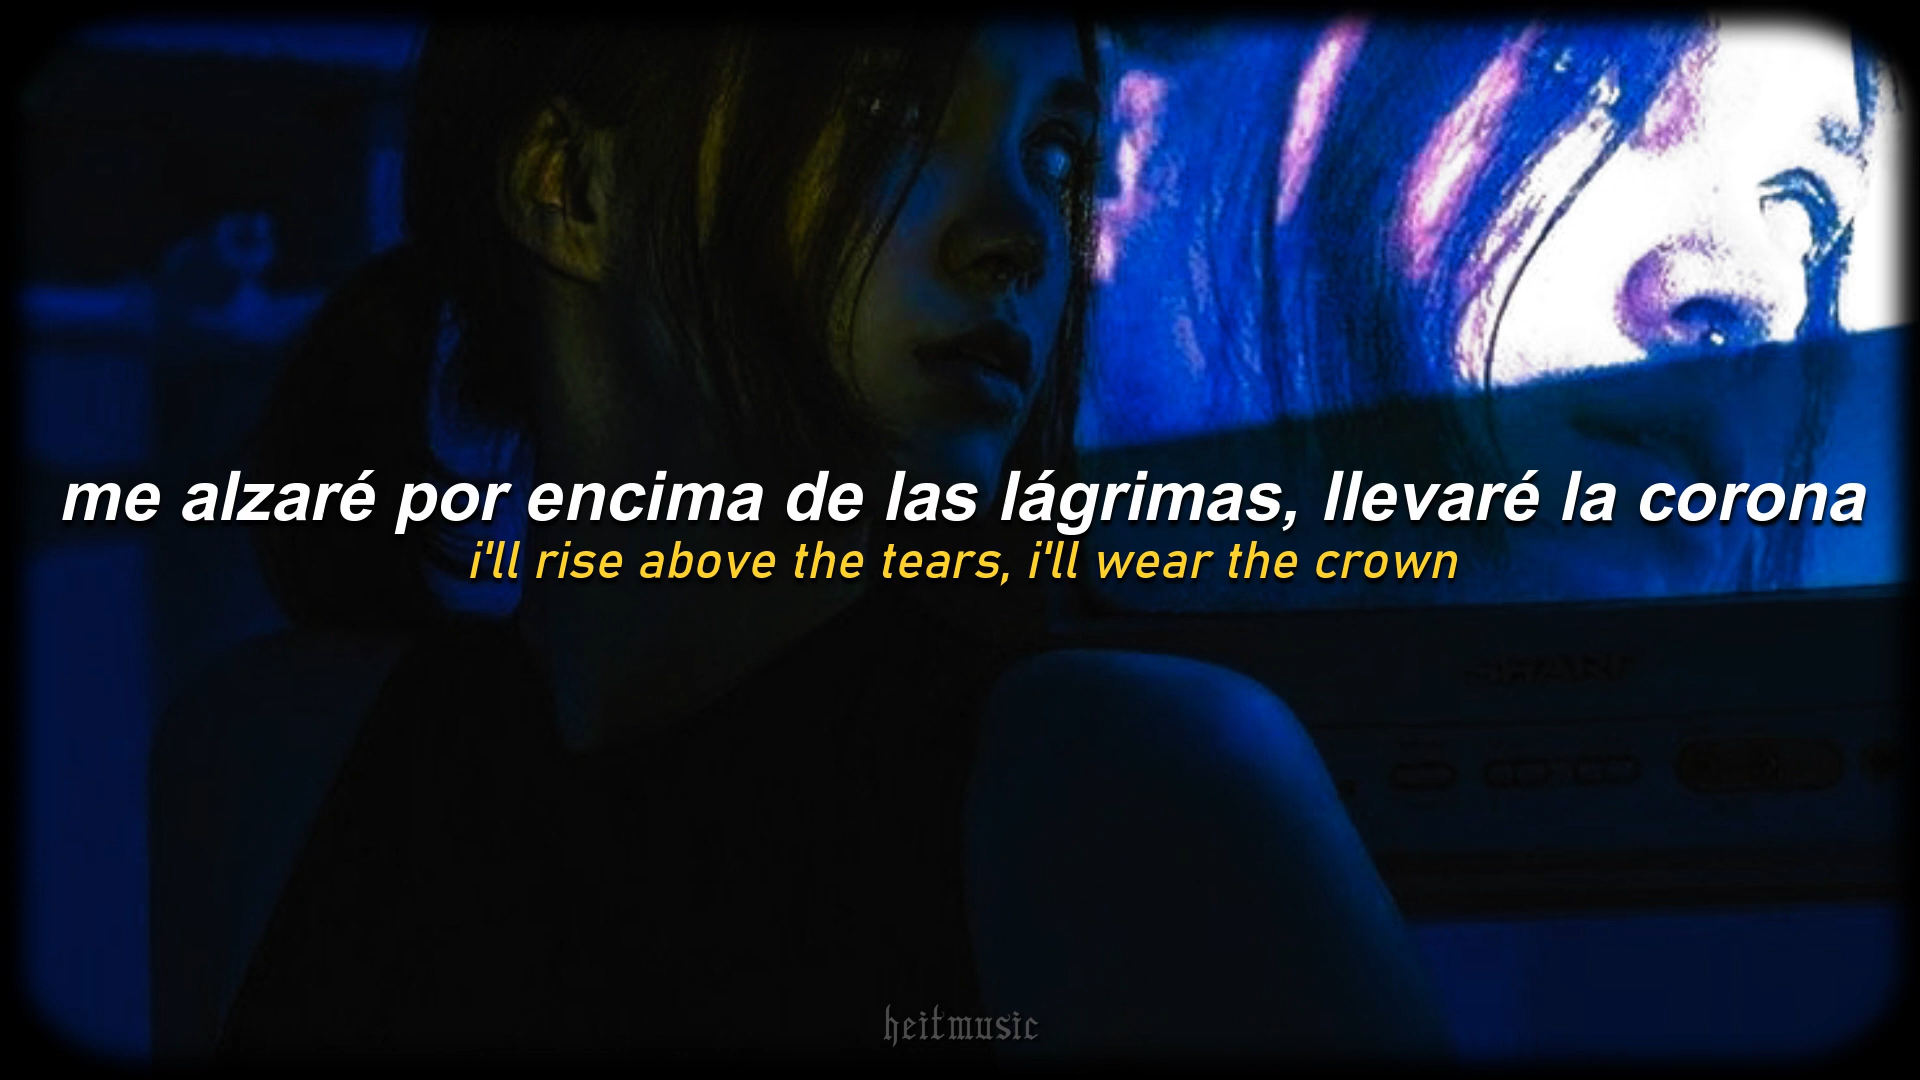 me alzaré por encima de las lágrimas, llevaré la corona
i'll rise above the tears, i'll wear the crown
SHARP
heitmusic